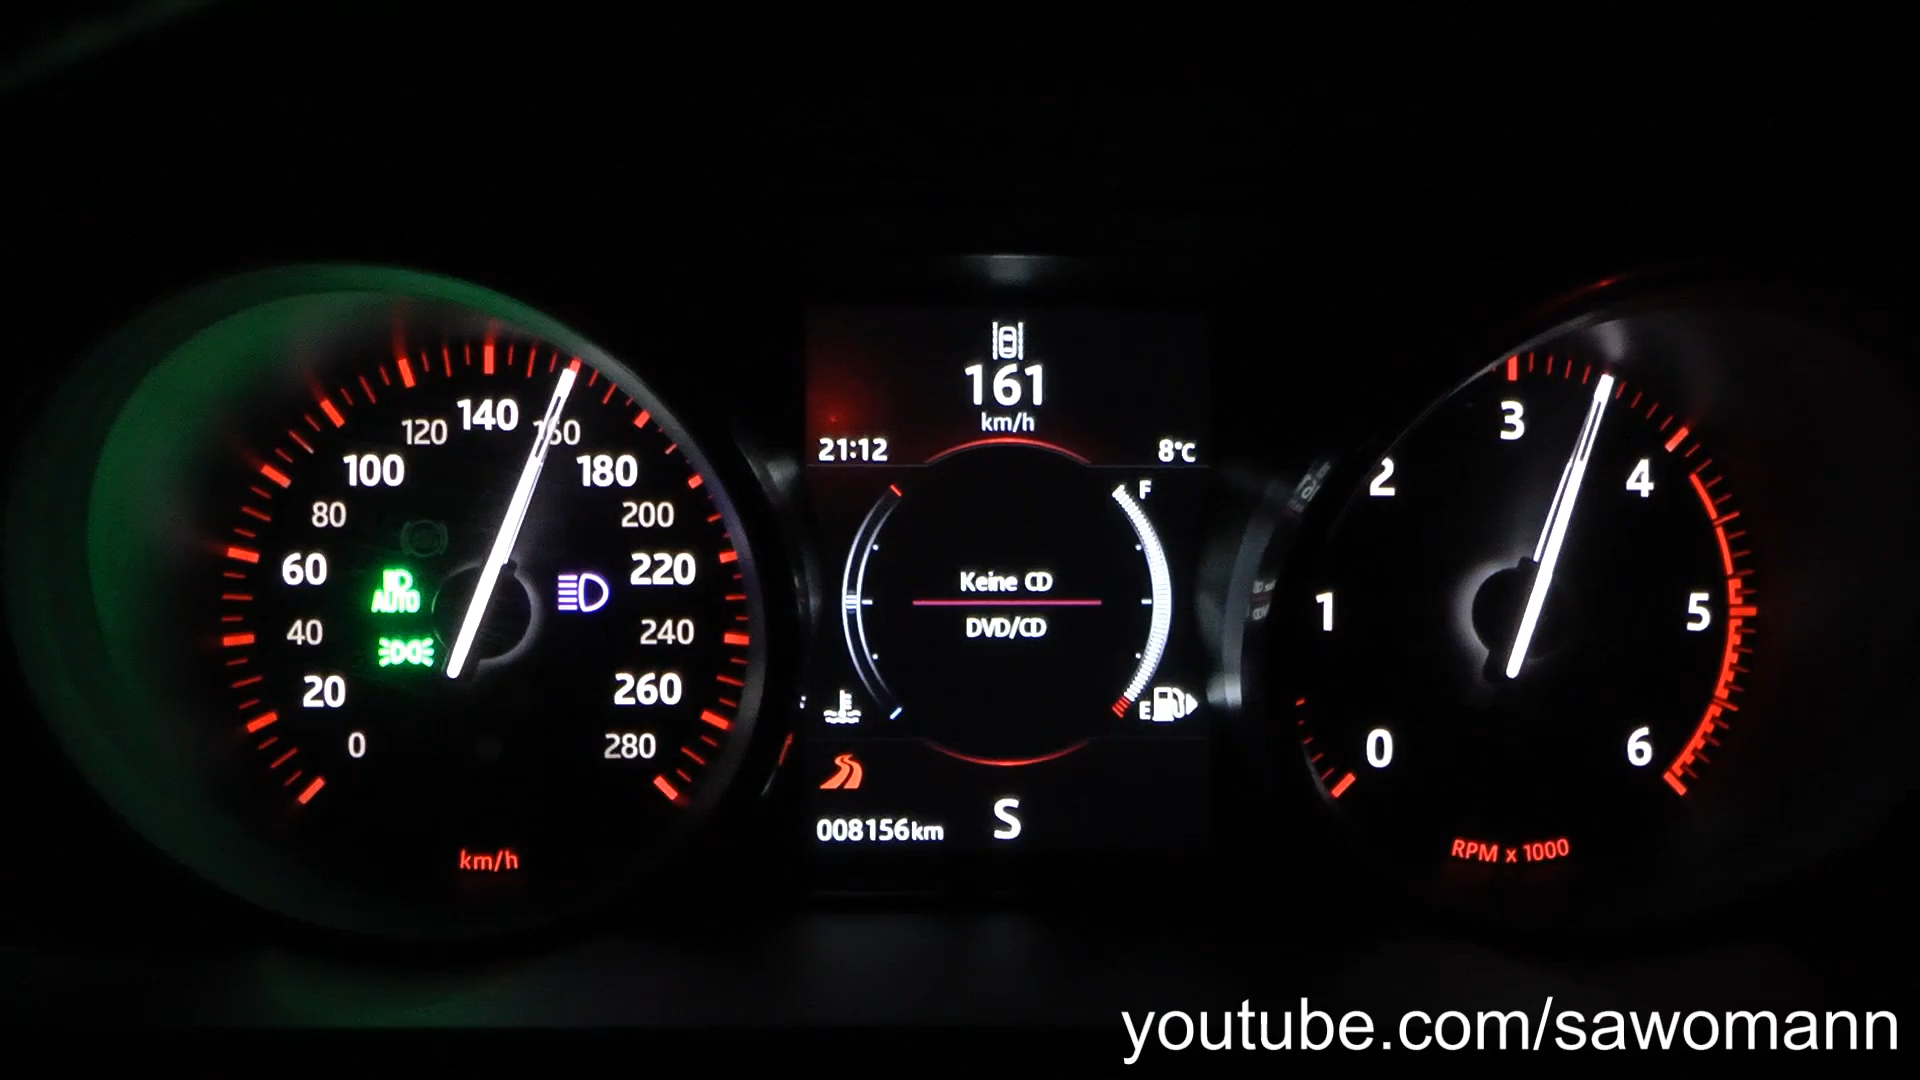 161
km/h
21:12
8°C
Keine CD
DVD/CD
F
E
008156km
S
0
20
40
60
80
100
120
140
160
180
200
220
240
260
280
km/h
AUTO
0
1
2
3
4
5
6
RPM x 1000
youtube.com/sawomann